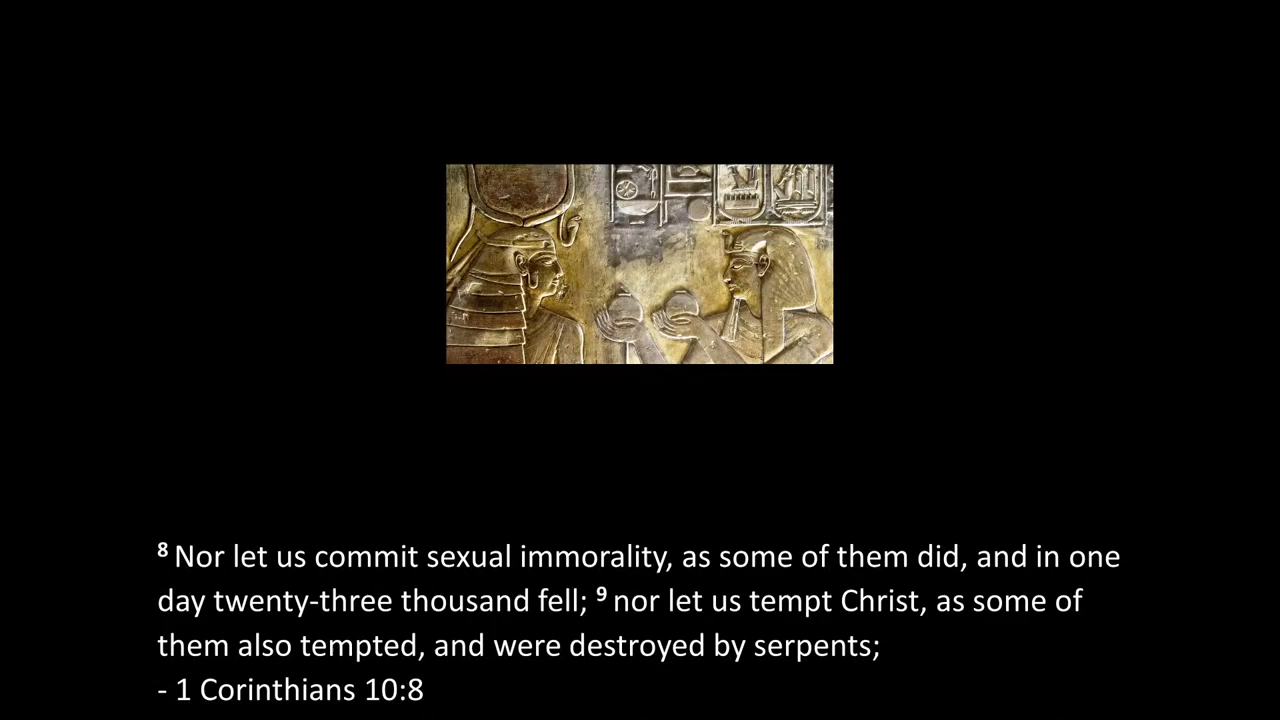 8 Nor let us commit sexual immorality, as some of them did, and in one
day twenty-three thousand fell; 9 nor let us tempt Christ, as some of
them also tempted, and were destroyed by serpents;
- 1 Corinthians 10:8